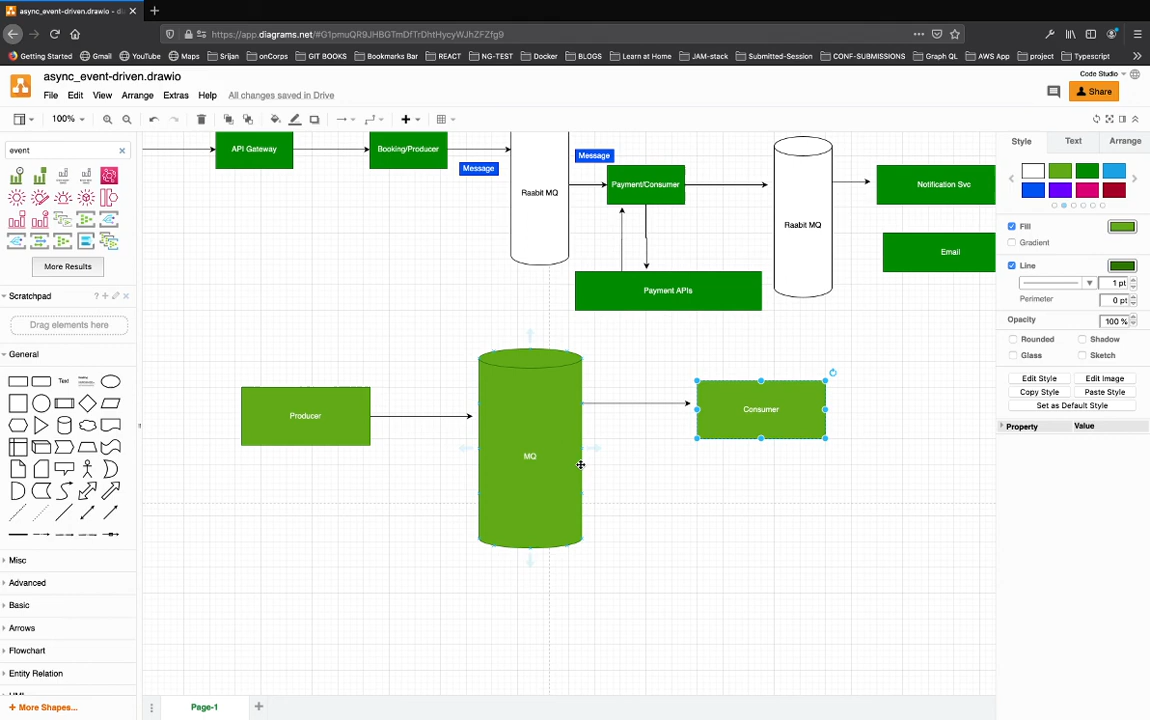 async_event-driven.drawio - di
https://app.diagrams.net/#G1pmuQR9JHBGTmDfTrDhtHycyWJhZFZfg9
Getting Started Gmail YouTube Maps Srijan onCorps GIT BOOKS Bookmarks Bar REACT NG-TEST Docker BLOGS Learn at Home JAM-stack Submitted-Session CONF-SUBMISSIONS Graph QL AWS App project Typescript
async_event-driven.drawio
Code Studio
File Edit View Arrange Extras Help All changes saved in Drive
Share
100%
event
More Results
Scratchpad
Drag elements here
General
Text
Misc
Advanced
Basic
Arrows
Flowchart
Entity Relation
More Shapes...
API Gateway
Booking/Producer
Message
Raabit MQ
Message
Payment/Consumer
Payment APIs
Raabit MQ
Notification Svc
Email
Producer
MQ
Consumer
Page-1
Style Text Arrange
Fill
Gradient
Line
1 pt
Perimeter 0 pt
Opacity 100 %
Rounded Shadow
Glass Sketch
Edit Style Edit Image
Copy Style Paste Style
Set as Default Style
Property Value